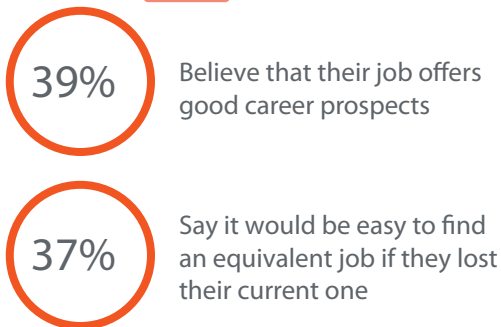 39%
Believe that their job offers
good career prospects
37%
Say it would be easy to find
an equivalent job if they lost
their current one